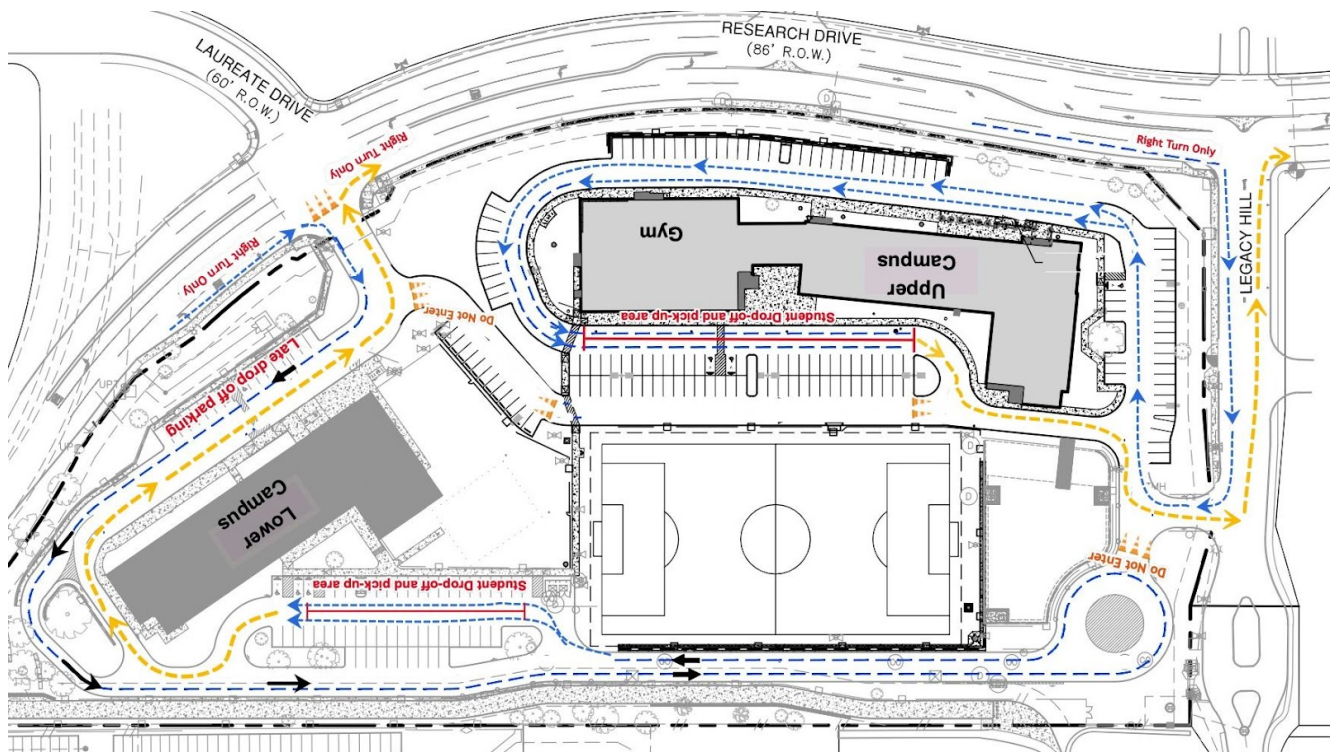 RESEARCH DRIVE
(86' R.O.W.)
LAUREATE DRIVE
(60' R.O.W.)
Right Turn Only
Right Turn Only
Right Turn Only
LEGACY HILL
Gym
Upper
Campus
Student Drop-off and pick-up area
Do Not Enter
Late drop off parking
Lower
Campus
Student Drop-off and pick-up area
Do Not Enter